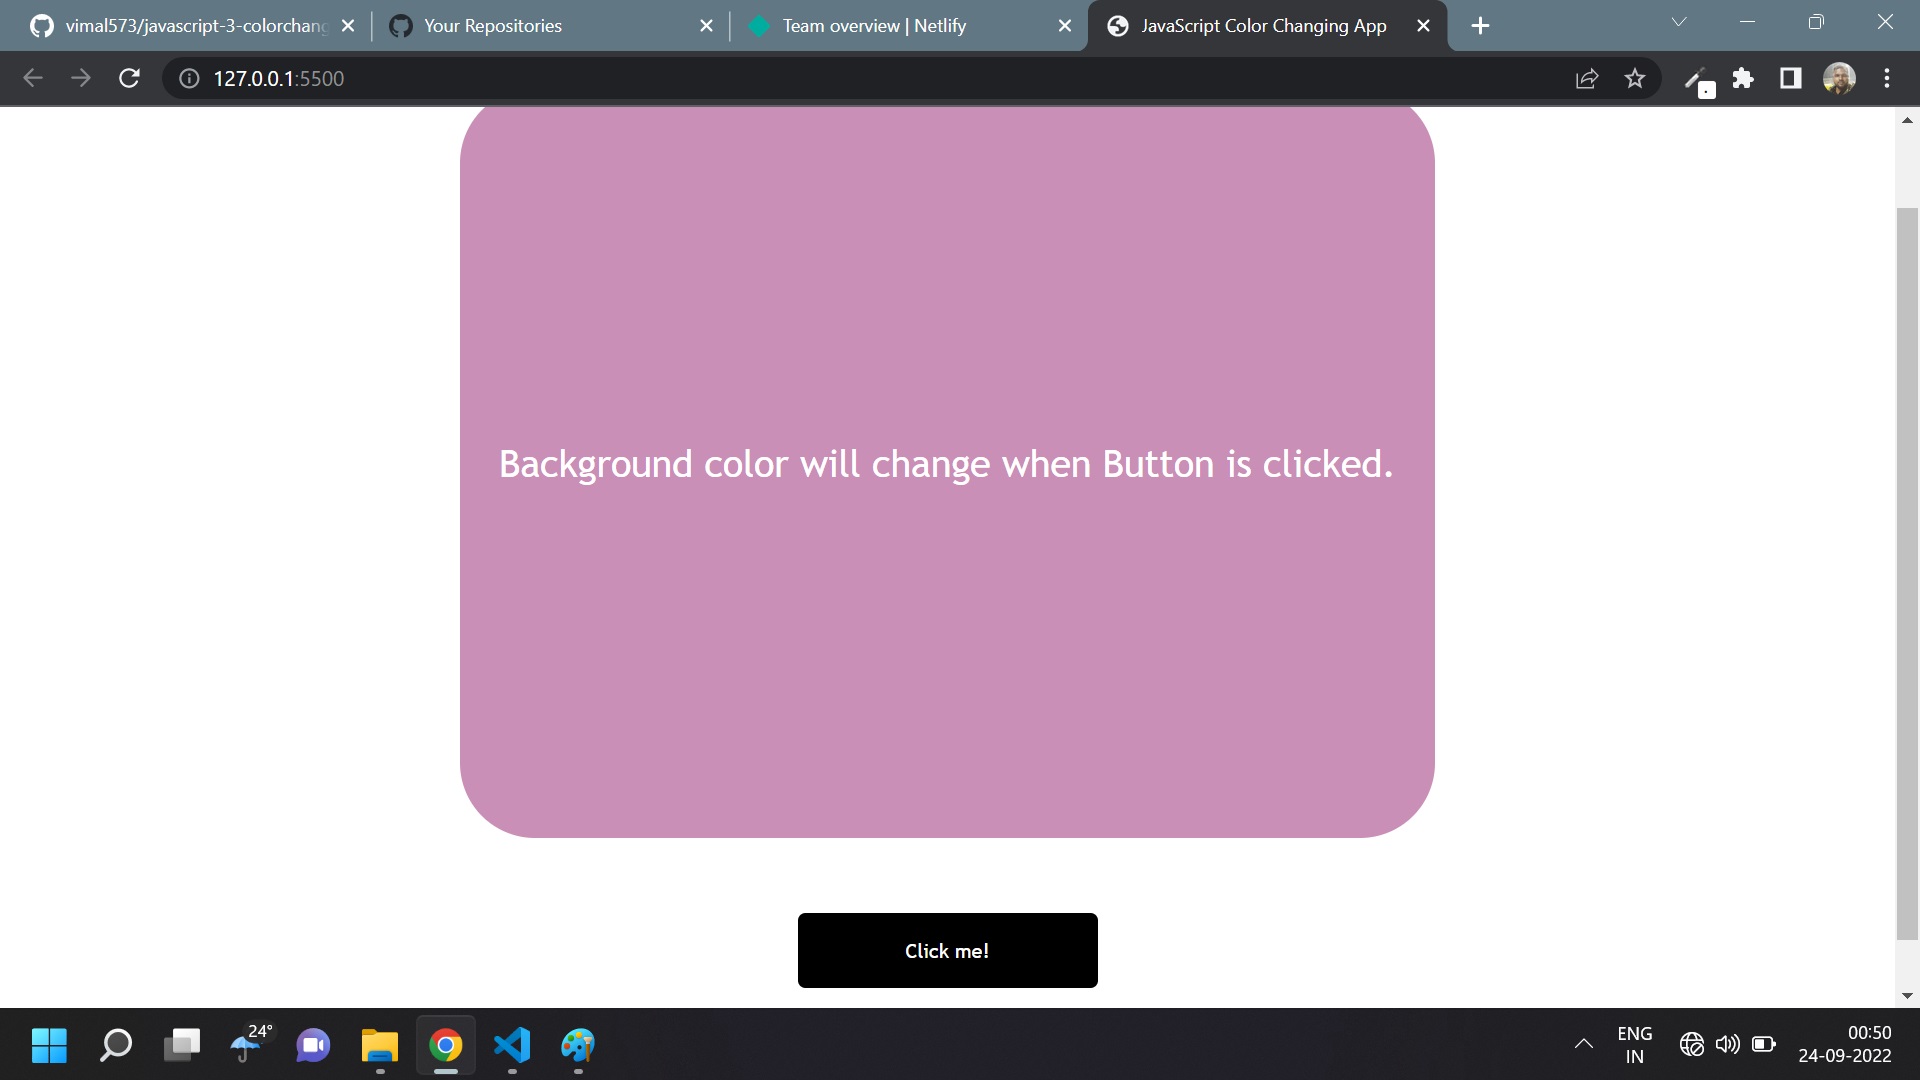 vimal573/javascript-3-colorchang
Your Repositories
Team overview | Netlify
JavaScript Color Changing App
127.0.0.1:5500
Background color will change when Button is clicked.
Click me!
24°
ENG
IN
00:50
24-09-2022